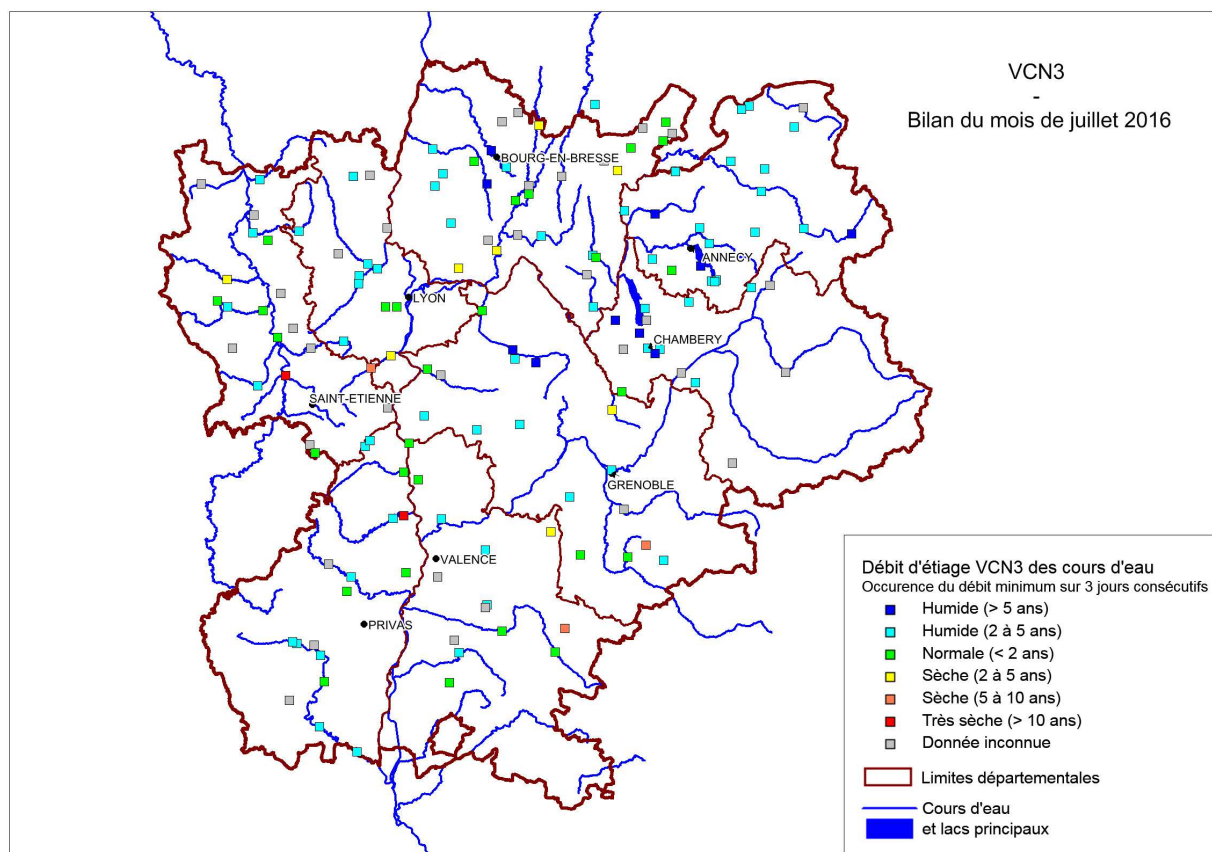 VCN3
-
Bilan du mois de juillet 2016
BOURG-EN-BRESSE
ANNECY
LYON
CHAMBERY
SAINT-ETIENNE
GRENOBLE
VALENCE
PRIVAS
Débit d'étiage VCN3 des cours d'eau
Occurence du débit minimum sur 3 jours consécutifs
Humide (> 5 ans)
Humide (2 à 5 ans)
Normale (< 2 ans)
Sèche (2 à 5 ans)
Sèche (5 à 10 ans)
Très sèche (> 10 ans)
Donnée inconnue
Limites départementales
Cours d'eau
et lacs principaux